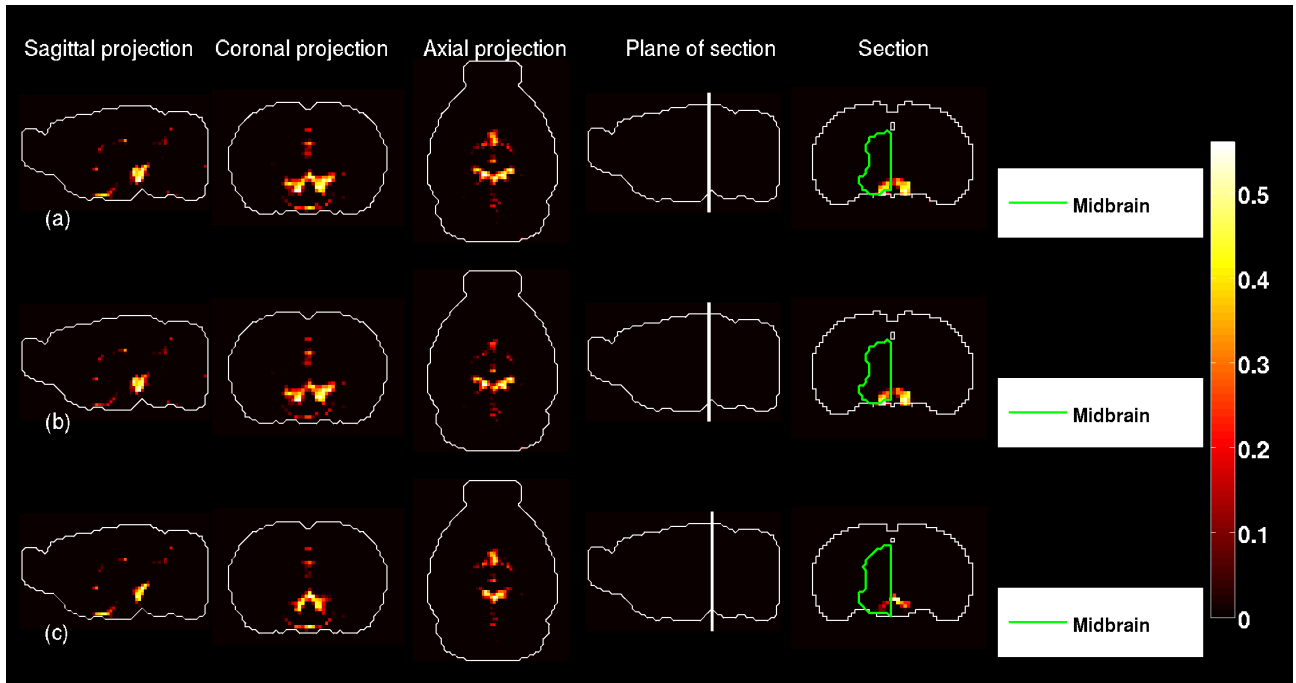 Sagittal projection Coronal projection Axial projection Plane of section Section
(a)
Midbrain
(b)
Midbrain
(c)
Midbrain
0.5
0.4
0.3
0.2
0.1
0